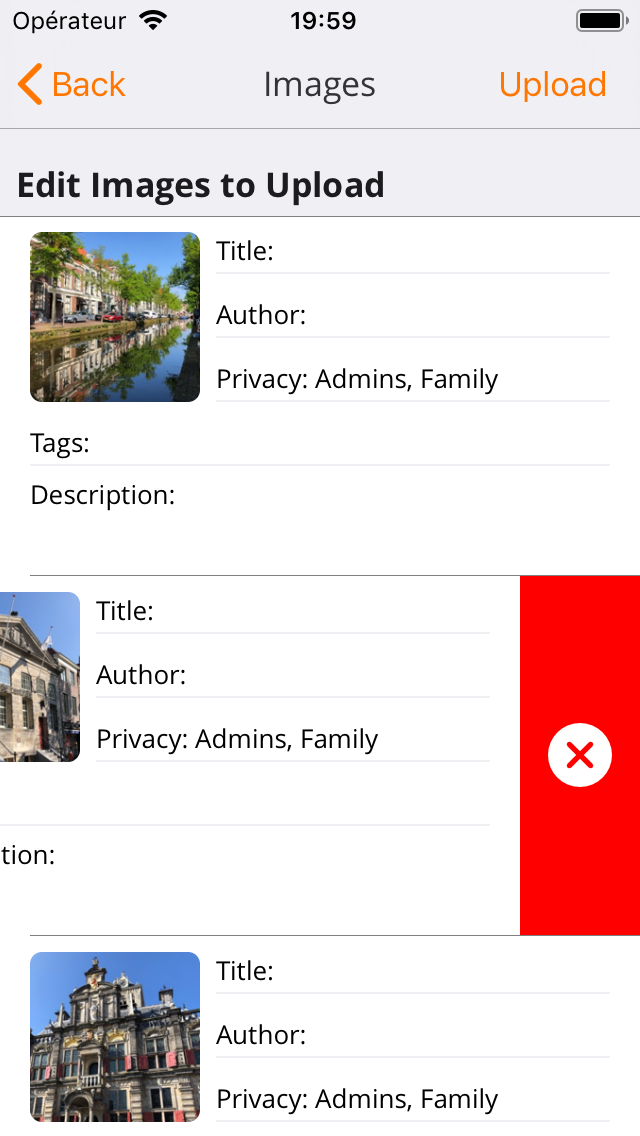 Opérateur 19:59
Back Images Upload
Edit Images to Upload
Title:
Author:
Privacy: Admins, Family
Tags:
Description:
Title:
Author:
Privacy: Admins, Family
tion:
Title:
Author:
Privacy: Admins, Family